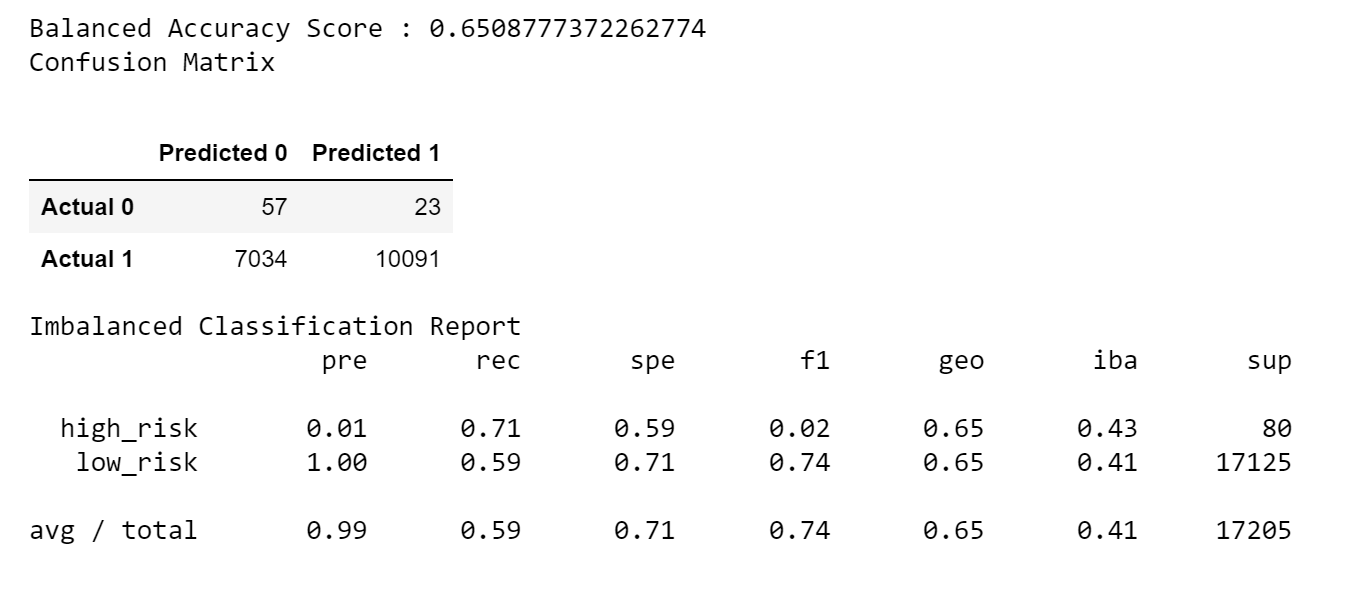 Balanced Accuracy Score : 0.6508777372262774
Confusion Matrix
Predicted 0 Predicted 1
Actual 0 57 23
Actual 1 7034 10091
Imbalanced Classification Report
pre rec spe f1 geo iba sup
high_risk 0.01 0.71 0.59 0.02 0.65 0.43 80
low_risk 1.00 0.59 0.71 0.74 0.65 0.41 17125
avg / total 0.99 0.59 0.71 0.74 0.65 0.41 17205